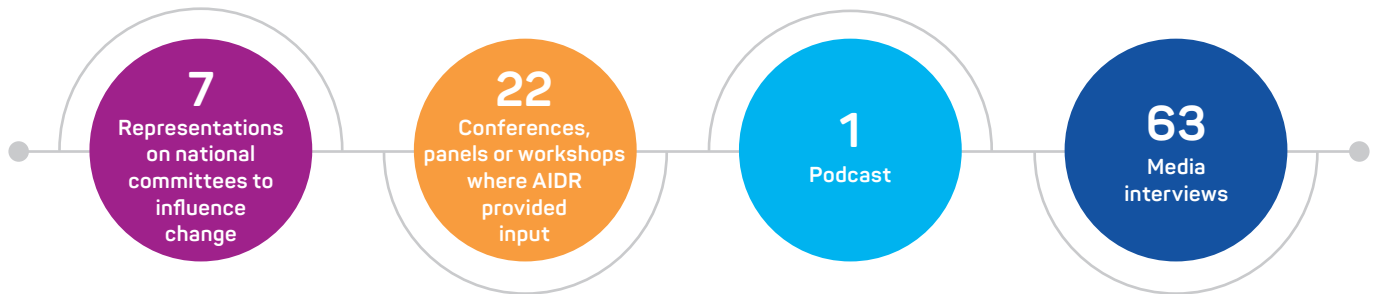 7
Representations
on national
committees to
influence
change
22
Conferences,
panels or workshops
where AIDR
provided
input
1
Podcast
63
Media
interviews